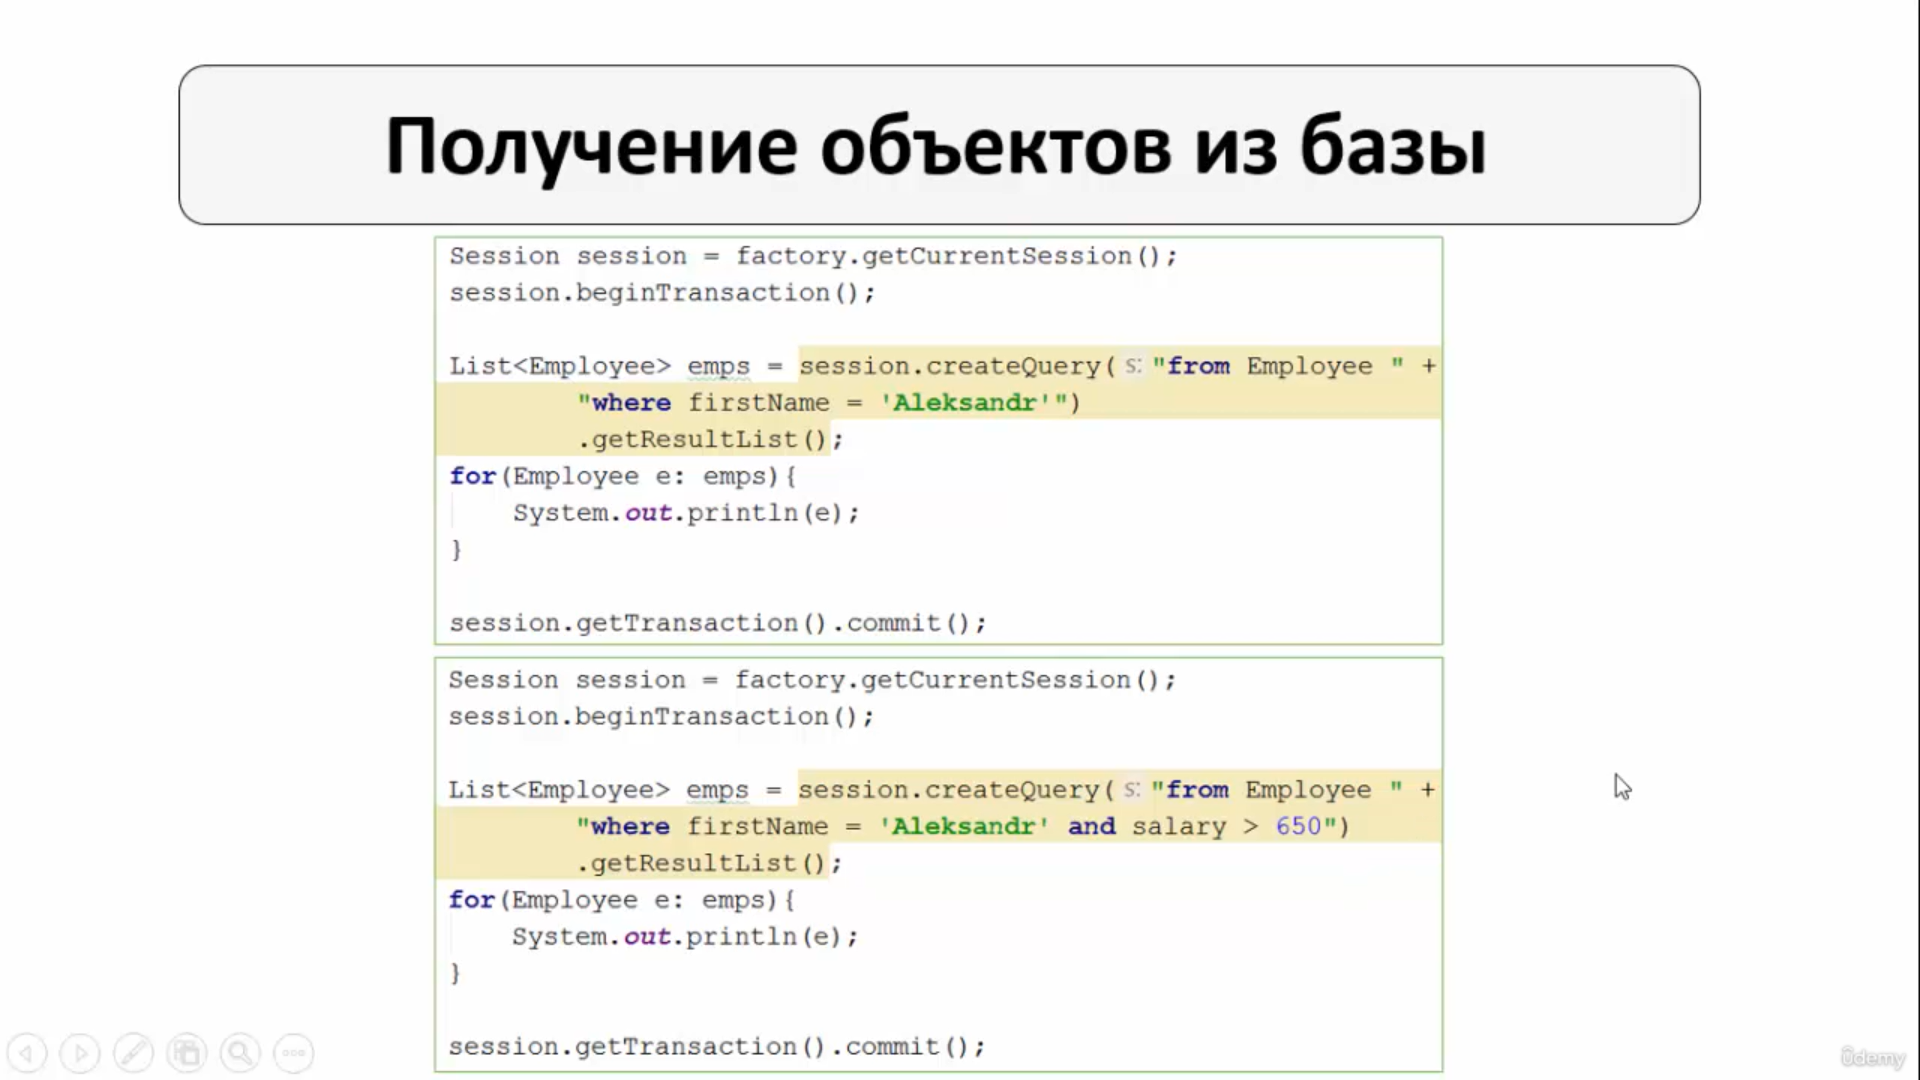 Получение объектов из базы
Session session = factory.getCurrentSession();
session.beginTransaction();
List<Employee> emps = session.createQuery( S: "from Employee " +
"where firstName = 'Aleksandr'")
.getResultList();
for(Employee e: emps){
System.out.println(e);
}
session.getTransaction().commit();
Session session = factory.getCurrentSession();
session.beginTransaction();
List<Employee> emps = session.createQuery( S: "from Employee " +
"where firstName = 'Aleksandr' and salary > 650")
.getResultList();
for(Employee e: emps){
System.out.println(e);
}
session.getTransaction().commit();
ûdemy